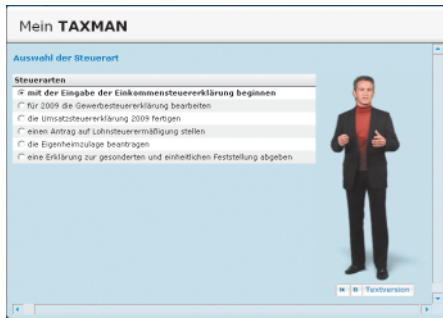 Mein TAXMAN
Auswahl der Steuerart
Steuerarten
mit der Eingabe der Einkommensteuererklärung beginnen
für 2009 die Gewerbesteuererklärung bearbeiten
die Umsatzsteuererklärung 2009 fertigen
einen Antrag auf Lohnsteuerermäßigung stellen
die Eigenheimzulage beantragen
eine Erklärung zur gesonderten und einheitlichen Feststellung abgeben
Textversion